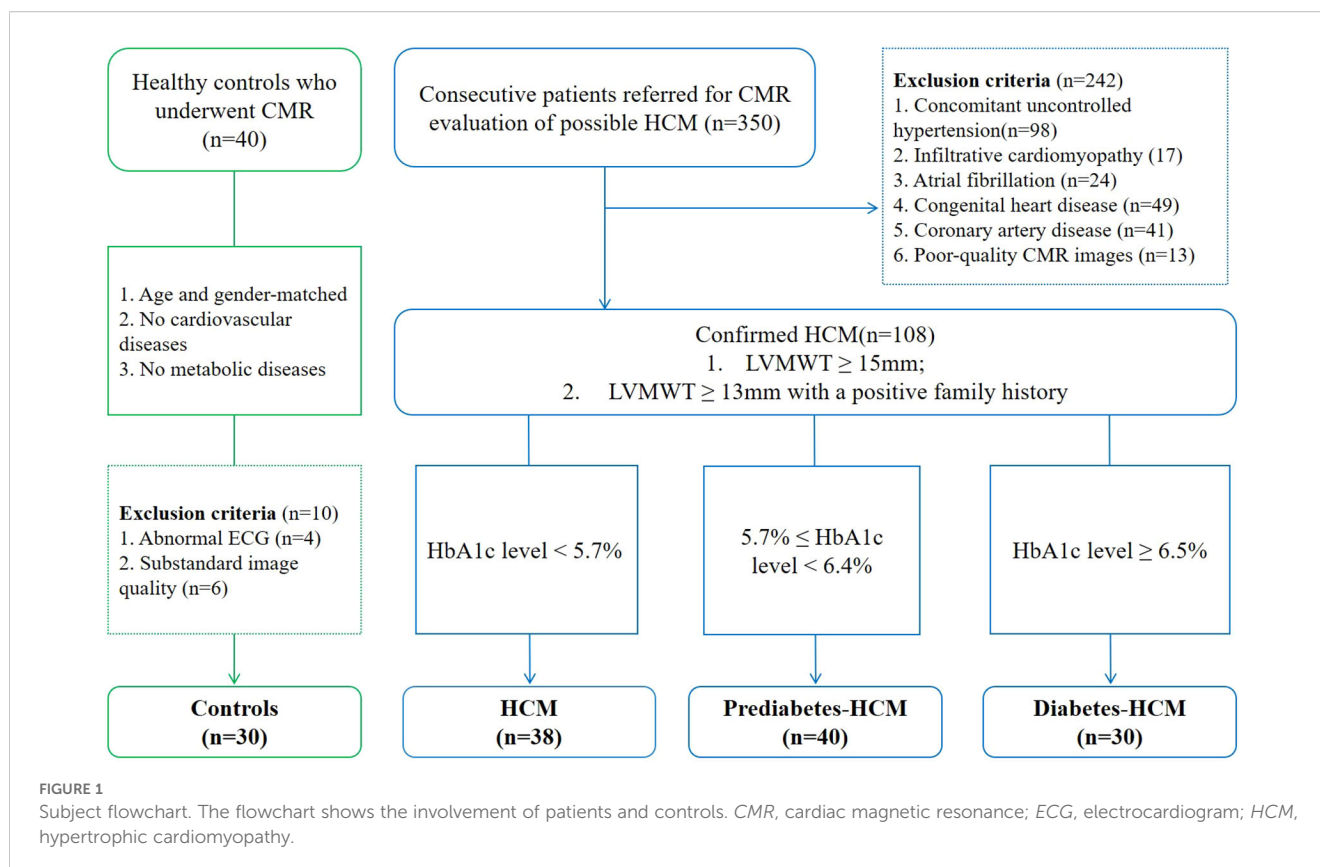 Healthy controls who
underwent CMR
(n=40)
Consecutive patients referred for CMR
evaluation of possible HCM (n=350)
Exclusion criteria (n=242)
1. Concomitant uncontrolled
hypertension(n=98)
2. Infiltrative cardiomyopathy (17)
3. Atrial fibrillation (n=24)
4. Congenital heart disease (n=49)
5. Coronary artery disease (n=41)
6. Poor-quality CMR images (n=13)
1. Age and gender-matched
2. No cardiovascular
diseases
3. No metabolic diseases
Confirmed HCM(n=108)
1. LVMWT ≥ 15mm;
2. LVMWT ≥ 13mm with a positive family history
Exclusion criteria (n=10)
1. Abnormal ECG (n=4)
2. Substandard image
quality (n=6)
HbA1c level < 5.7%
5.7% ≤ HbA1c
level < 6.4%
HbA1c level ≥ 6.5%
Controls
(n=30)
HCM
(n=38)
Prediabetes-HCM
(n=40)
Diabetes-HCM
(n=30)
FIGURE 1
Subject flowchart. The flowchart shows the involvement of patients and controls. CMR, cardiac magnetic resonance; ECG, electrocardiogram; HCM,
hypertrophic cardiomyopathy.